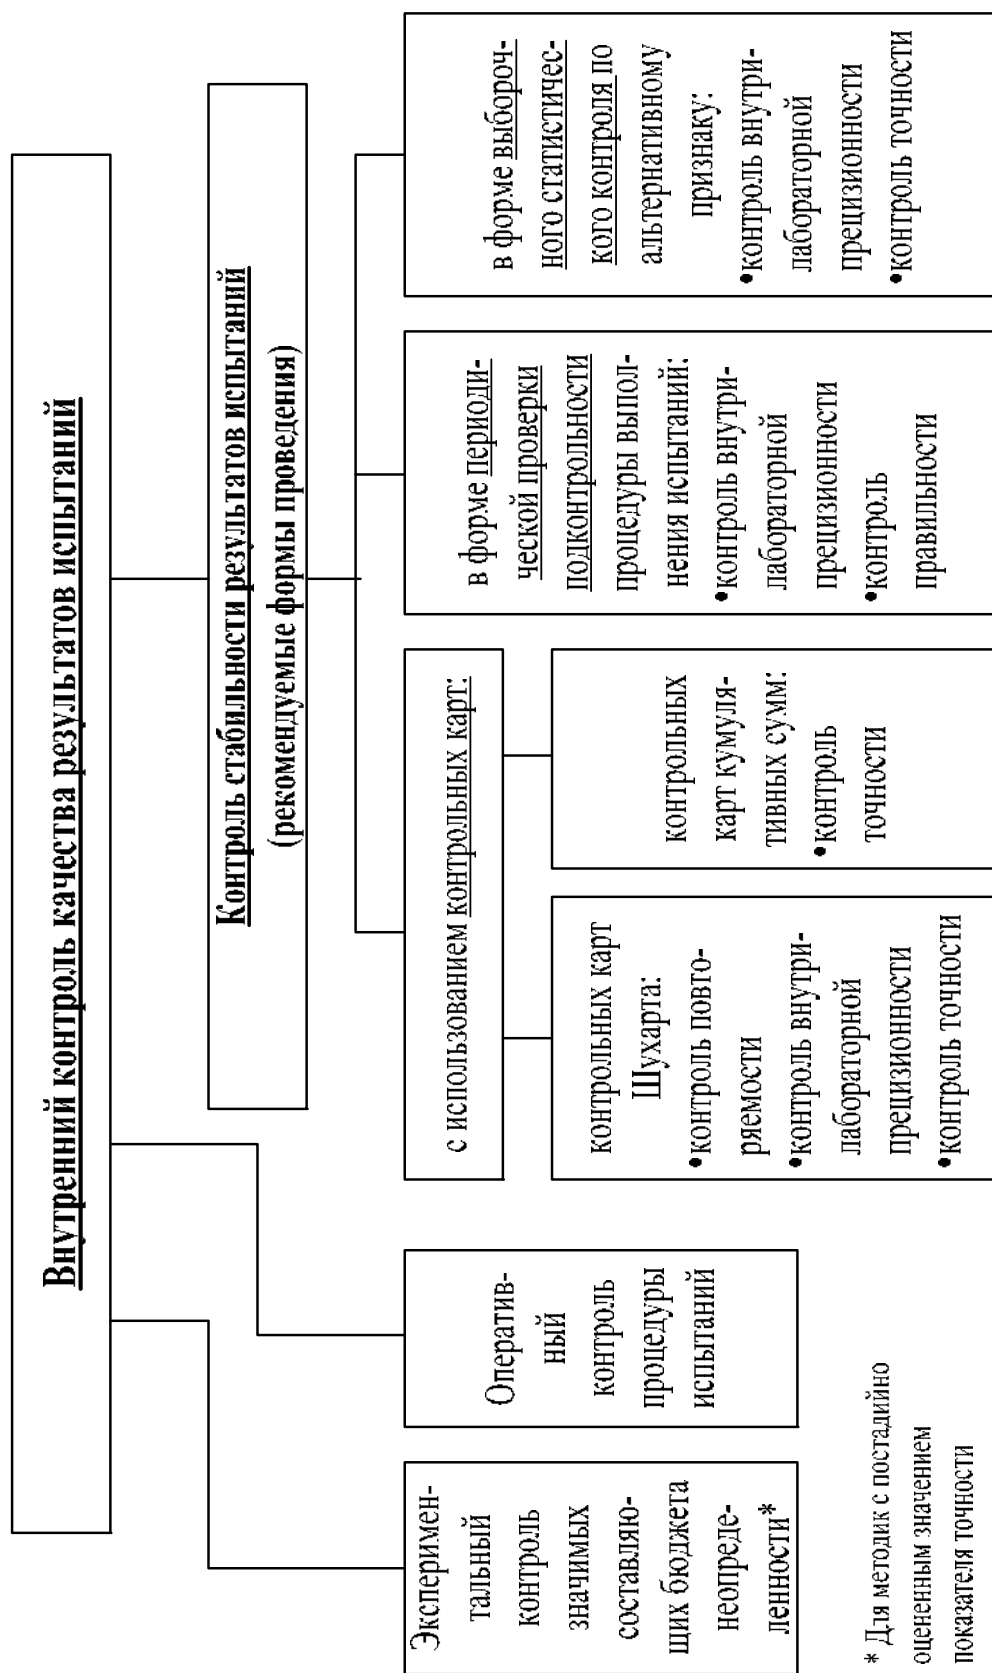 Внутренний контроль качества результатов испытаний
Контроль стабильности результатов испытаний
(рекомендуемые формы проведения)
Эксперимен-
тальный
контроль
значимых
составляю-
щих бюджета
неопреде-
ленности*
Оператив-
ный
контроль
процедуры
испытаний
с использованием контрольных карт:
контрольных карт
Шухарта:
•контроль повто-
ряемости
•контроль внутри-
лабораторной
прецизионности
•контроль точности
контрольных
карт кумуля-
тивных сумм:
•контроль
точности
в форме периоди-
ческой проверки
подконтрольности
процедуры выпол-
нения испытаний:
•контроль внутри-
лабораторной
прецизионности
•контроль
правильности
в форме выбороч-
ного статистичес-
кого контроля по
альтернативному
признаку:
•контроль внутри-
лабораторной
прецизионности
•контроль точности
* Для методик с постадийно
оцененным значением
показателя точности